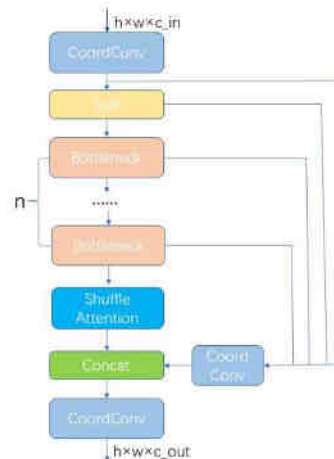 h×w×c_in
CoordConv
Split
Bottleneck
n
......
Bottleneck
Shuffle
Attention
Concat
Coord
Conv
CoordConv
h×w×c_out